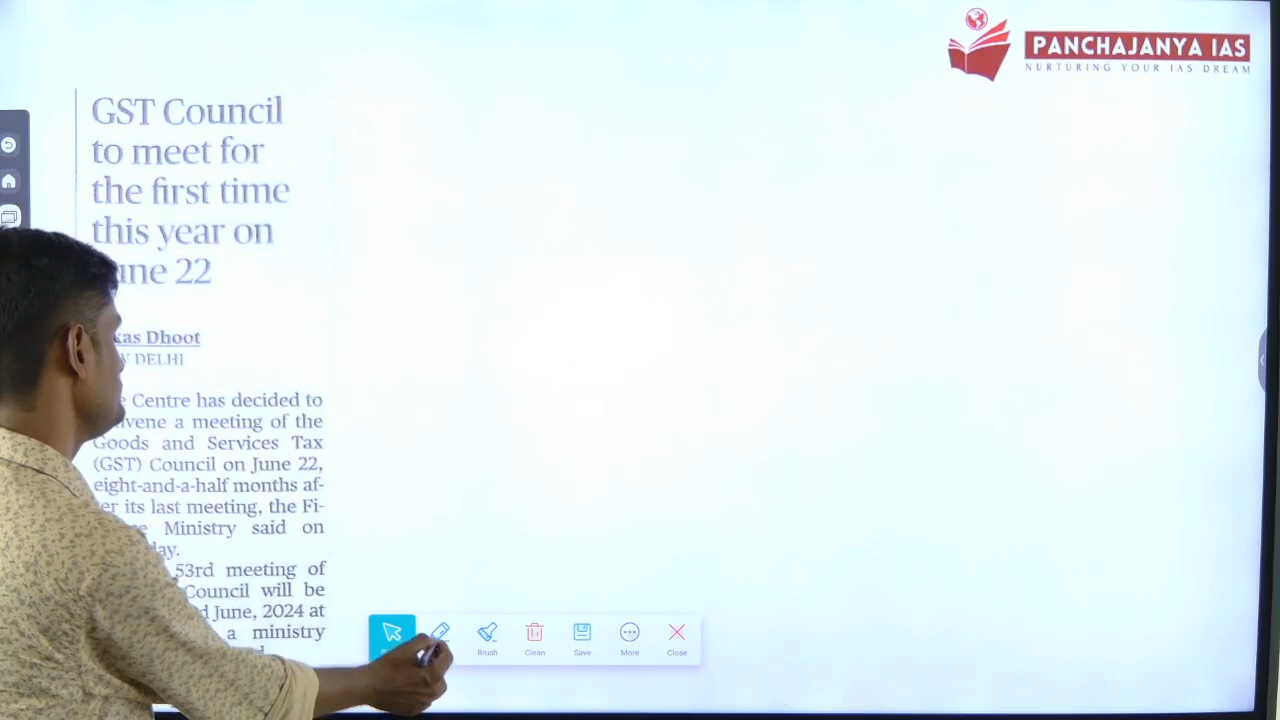 PANCHAJANYA IAS
NURTURING YOUR IAS DREAM
GST Council
to meet for
the first time
this year on
une 22
kas Dhoot
DELHI
Centre has decided to
vene a meeting of the
Goods and Services Tax
(GST) Council on June 22,
eight-and-a-half months af-
er its last meeting, the Fi-
Ministry said on
day.
53rd meeting of
Council will be
June, 2024 at
a ministry
Brush
Clean
Save
More
Close